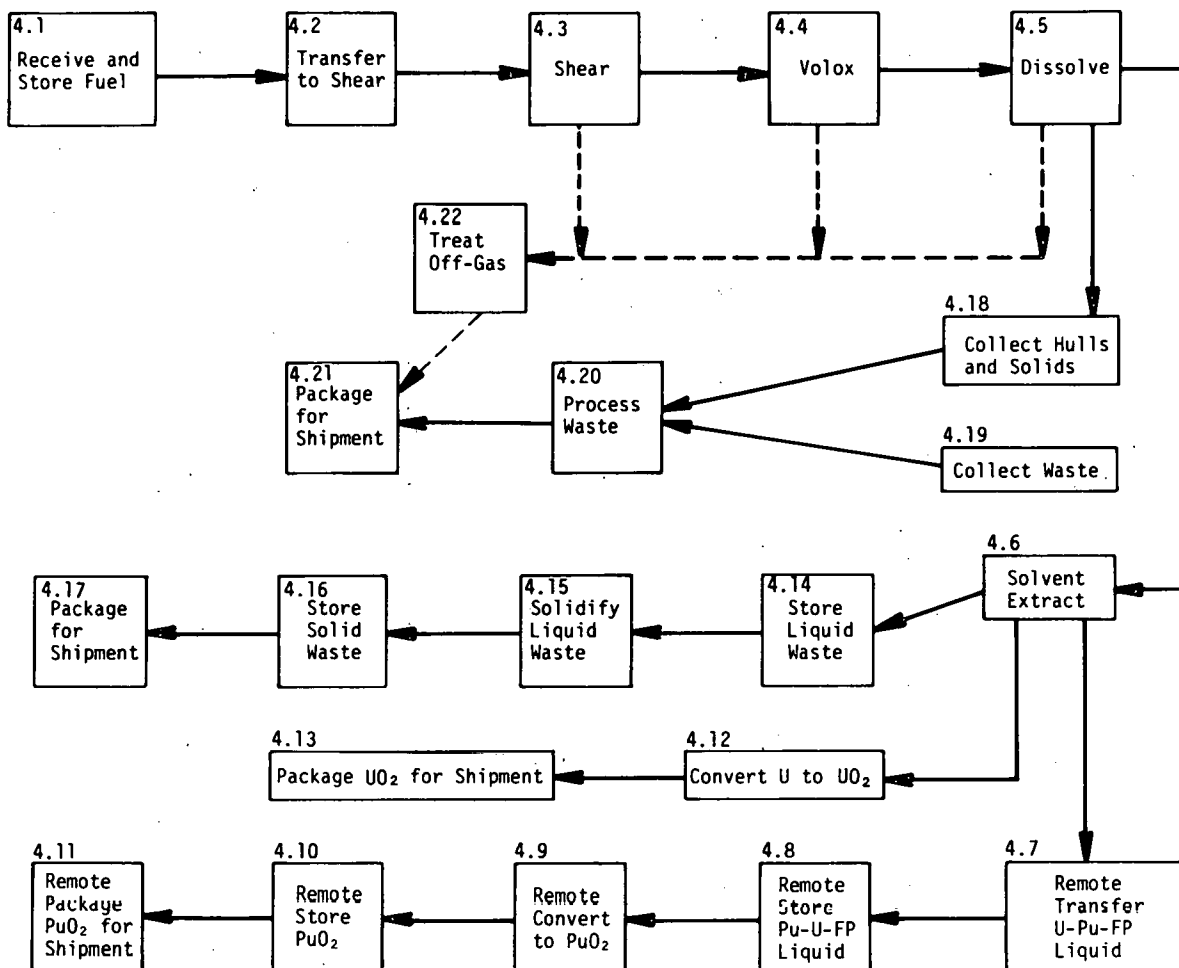 4.1
Receive and
Store Fuel
4.2
Transfer
to Shear
4.3
Shear
4.4
Volox
4.5
Dissolve
4.22
Treat
Off-Gas
4.18
Collect Hulls
and Solids
4.21
Package
for
Shipment
4.20
Process
Waste
4.19
Collect Waste
4.6
Solvent
Extract
4.17
Package
for
Shipment
4.16
Store
Solid
Waste
4.15
Solidify
Liquid
Waste
4.14
Store
Liquid
Waste
4.13
Package UO₂ for Shipment
4.12
Convert U to UO₂
4.11
Remote
Package
PuO₂ for
Shipment
4.10
Remote
Store
PuO₂
4.9
Remote
Convert
to PuO₂
4.8
Remote
Store
Pu-U-FP
Liquid
4.7
Remote
Transfer
U-Pu-FP
Liquid